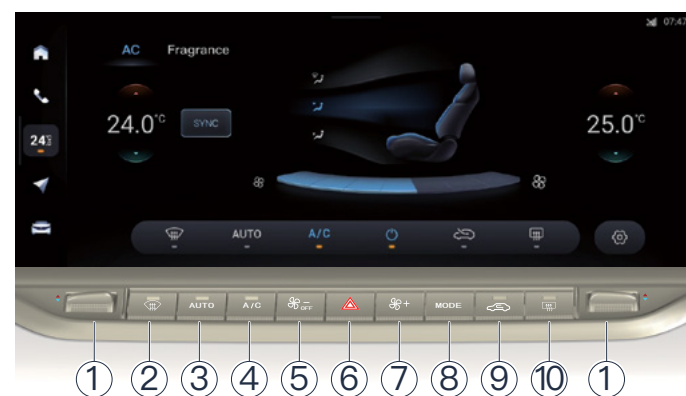 07:47
AC Fragrance
24.0°C SYNC 25.0°C
24
AUTO A/C
AUTO A/C OFF MODE
① ② ③ ④ ⑤ ⑥ ⑦ ⑧ ⑨ ⑩ ①